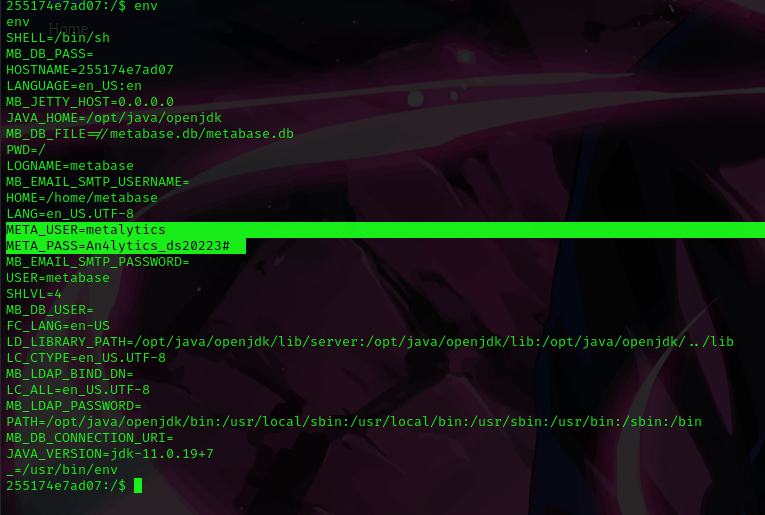 255174e7ad07:/$ env
Home
env
SHELL=/bin/sh
MB_DB_PASS=
HOSTNAME=255174e7ad07
LANGUAGE=en_US:en
MB_JETTY_HOST=0.0.0.0
JAVA_HOME=/opt/java/openjdk
MB_DB_FILE=//metabase.db/metabase.db
PWD=/
LOGNAME=metabase
MB_EMAIL_SMTP_USERNAME=
HOME=/home/metabase
LANG=en_US.UTF-8
META_USER=metalytics
META_PASS=An4lytics_ds20223#
MB_EMAIL_SMTP_PASSWORD=
USER=metabase
SHLVL=4
MB_DB_USER=
FC_LANG=en-US
LD_LIBRARY_PATH=/opt/java/openjdk/lib/server:/opt/java/openjdk/lib:/opt/java/openjdk/../lib
LC_CTYPE=en_US.UTF-8
MB_LDAP_BIND_DN=
LC_ALL=en_US.UTF-8
MB_LDAP_PASSWORD=
PATH=/opt/java/openjdk/bin:/usr/local/sbin:/usr/local/bin:/usr/sbin:/usr/bin:/sbin:/bin
MB_DB_CONNECTION_URI=
JAVA_VERSION=jdk-11.0.19+7
_=/usr/bin/env
255174e7ad07:/$